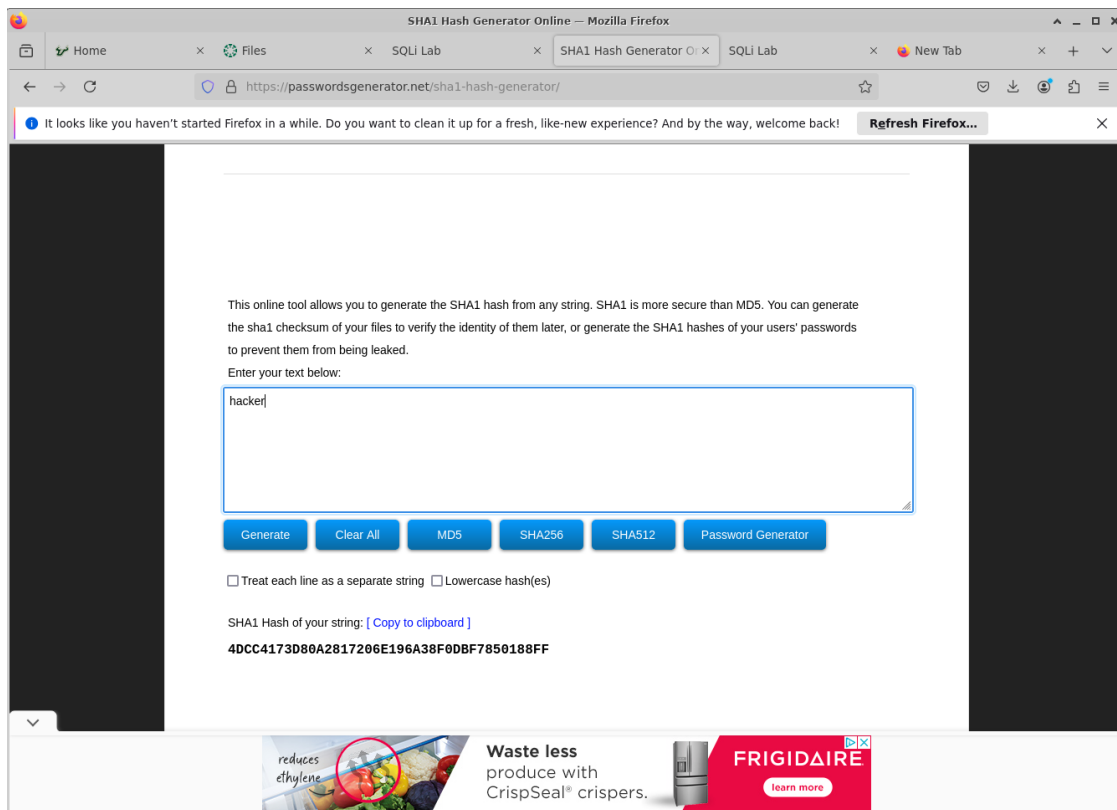 SHA1 Hash Generator Online — Mozilla Firefox
Home
Files
SQLi Lab
SHA1 Hash Generator Or
SQLi Lab
New Tab
https://passwordsgenerator.net/sha1-hash-generator/
It looks like you haven't started Firefox in a while. Do you want to clean it up for a fresh, like-new experience? And by the way, welcome back!
Refresh Firefox...
This online tool allows you to generate the SHA1 hash from any string. SHA1 is more secure than MD5. You can generate
the sha1 checksum of your files to verify the identity of them later, or generate the SHA1 hashes of your users' passwords
to prevent them from being leaked.
Enter your text below:
hacker
Generate
Clear All
MD5
SHA256
SHA512
Password Generator
Treat each line as a separate string
Lowercase hash(es)
SHA1 Hash of your string: [ Copy to clipboard ]
4DCC4173D80A2817206E196A38F0DBF7850188FF
reduces
ethylene
Waste less
produce with
CrispSeal® crispers.
FRIGIDAIRE
learn more